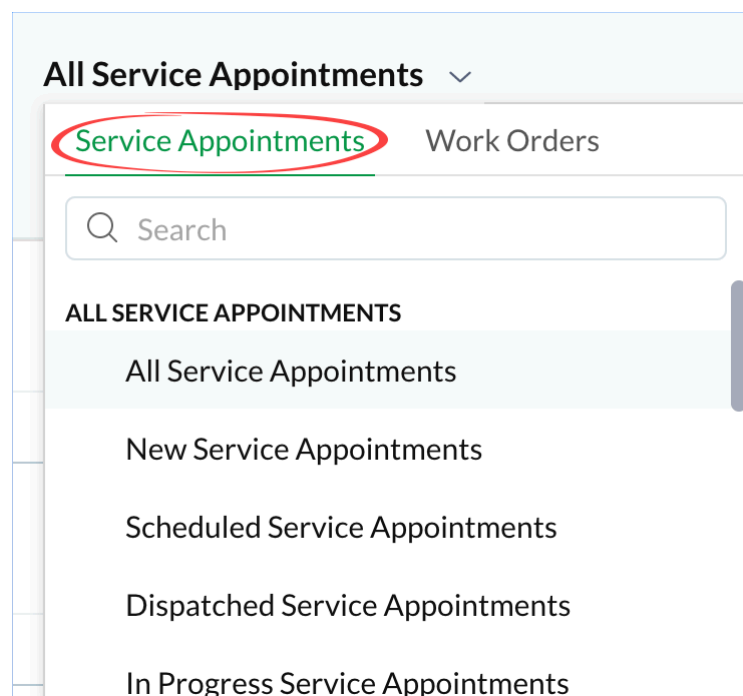 All Service Appointments
Service Appointments Work Orders
Search
ALL SERVICE APPOINTMENTS
All Service Appointments
New Service Appointments
Scheduled Service Appointments
Dispatched Service Appointments
In Progress Service Appointments